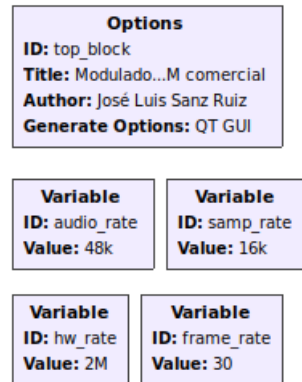 Options
ID: top_block
Title: Modulado...M comercial
Author: José Luis Sanz Ruiz
Generate Options: QT GUI
Variable
ID: audio_rate
Value: 48k
Variable
ID: samp_rate
Value: 16k
Variable
ID: hw_rate
Value: 2M
Variable
ID: frame_rate
Value: 30